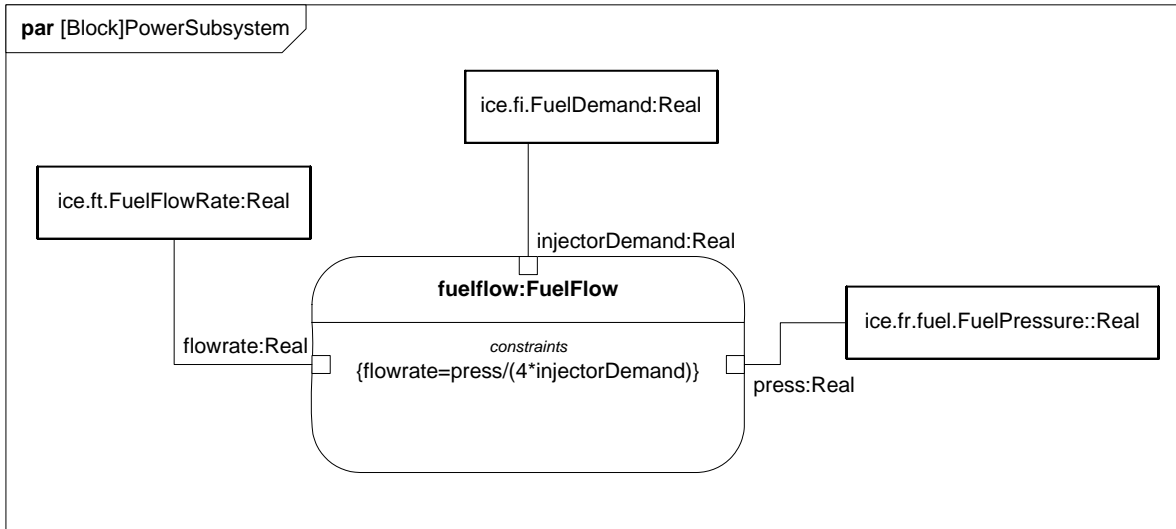 par [Block]PowerSubsystem
ice.fi.FuelDemand:Real
ice.ft.FuelFlowRate:Real
injectorDemand:Real
fuelflow:FuelFlow
ice.fr.fuel.FuelPressure::Real
flowrate:Real
constraints
{flowrate=press/(4*injectorDemand)}
press:Real